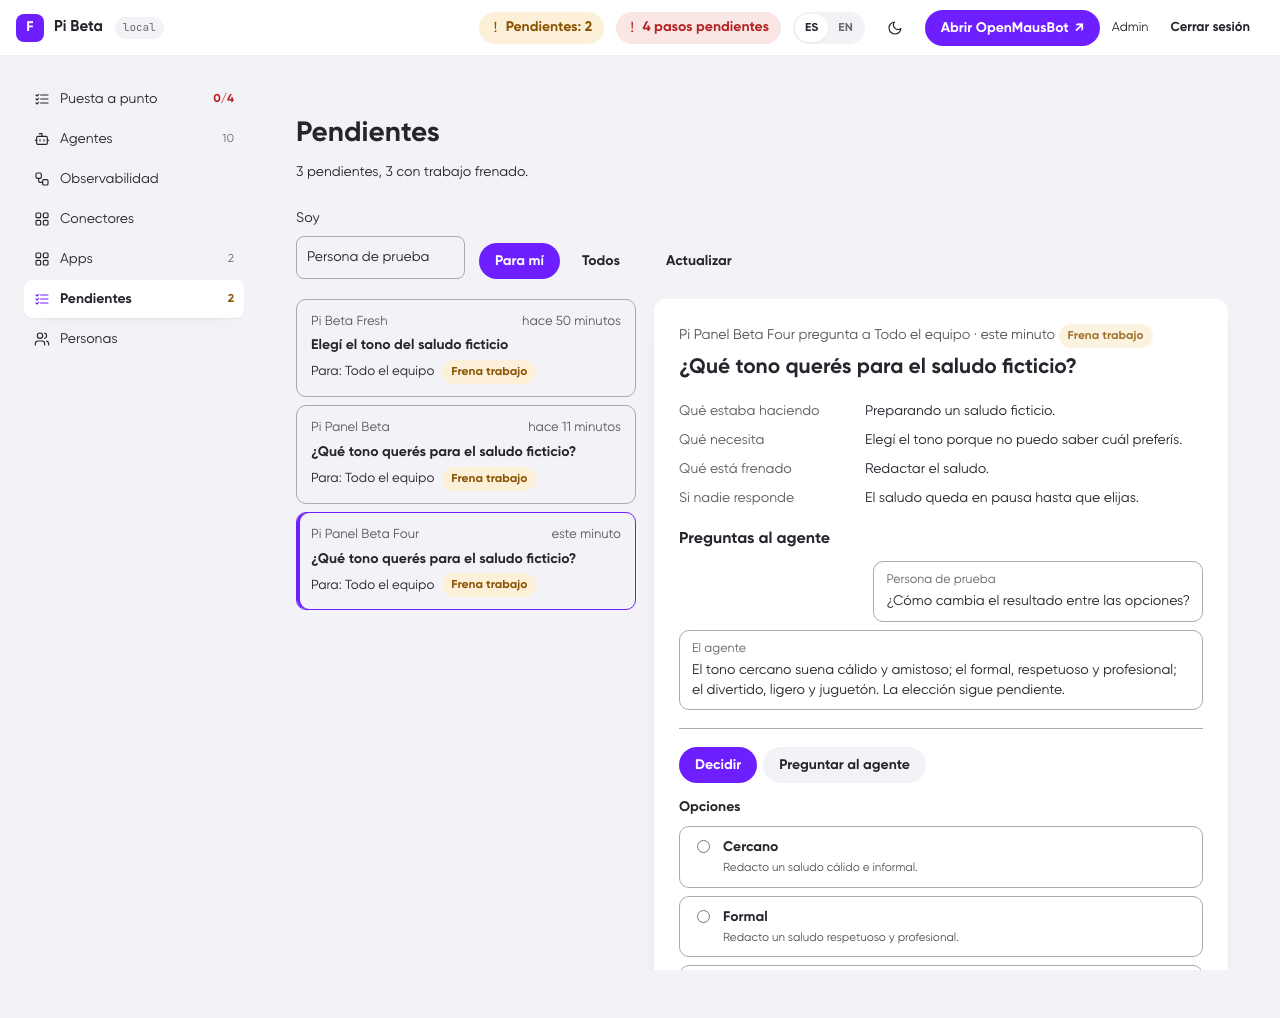 F Pi Beta local
! Pendientes: 2
! 4 pasos pendientes
ES EN
Abrir OpenMausBot ↗
Admin
Cerrar sesión
Puesta a punto 0/4
Agentes 10
Observabilidad
Conectores
Apps 2
Pendientes 2
Personas
Pendientes
3 pendientes, 3 con trabajo frenado.
Soy
Persona de prueba
Para mí
Todos
Actualizar
Pi Beta Fresh hace 50 minutos
Elegí el tono del saludo ficticio
Para: Todo el equipo Frena trabajo
Pi Panel Beta hace 11 minutos
¿Qué tono querés para el saludo ficticio?
Para: Todo el equipo Frena trabajo
Pi Panel Beta Four este minuto
¿Qué tono querés para el saludo ficticio?
Para: Todo el equipo Frena trabajo
Pi Panel Beta Four pregunta a Todo el equipo · este minuto Frena trabajo
¿Qué tono querés para el saludo ficticio?
Qué estaba haciendo Preparando un saludo ficticio.
Qué necesita Elegí el tono porque no puedo saber cuál preferís.
Qué está frenado Redactar el saludo.
Si nadie responde El saludo queda en pausa hasta que elijas.
Preguntas al agente
Persona de prueba
¿Cómo cambia el resultado entre las opciones?
El agente
El tono cercano suena cálido y amistoso; el formal, respetuoso y profesional;
el divertido, ligero y juguetón. La elección sigue pendiente.
Decidir
Preguntar al agente
Opciones
Cercano
Redacto un saludo cálido e informal.
Formal
Redacto un saludo respetuoso y profesional.